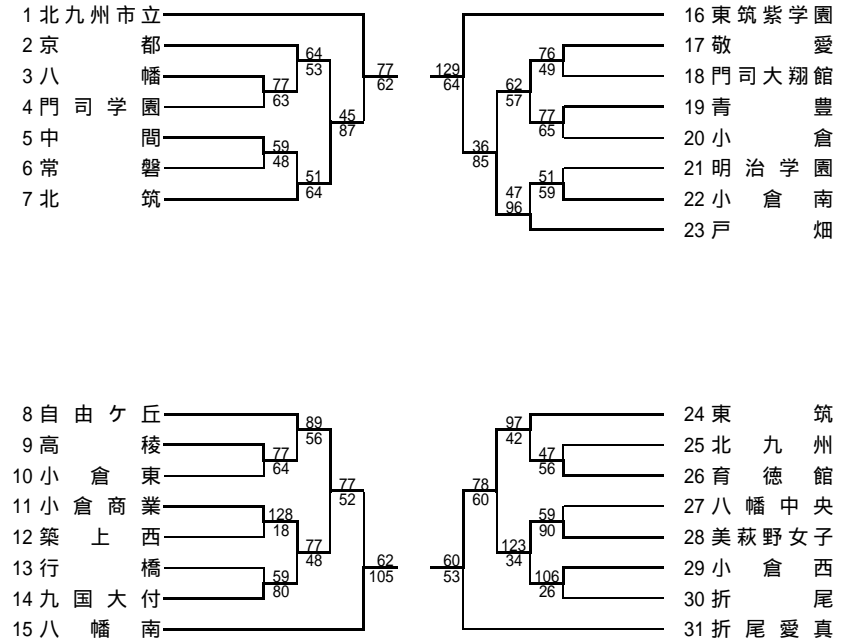 1 北九州市立
2 京都
64
53
3 八幡
77
63
4 門司学園
77
62
45
87
5 中間
59
48
6 常磐
51
64
7 北筑
16 東筑紫学園
17 敬愛
76
49
18 門司大翔館
129
64
62
57
19 青豊
77
65
20 小倉
36
85
21 明治学園
51
59
22 小倉南
47
96
23 戸畑
8 自由ケ丘
89
56
9 高稜
77
64
10 小倉東
77
52
11 小倉商業
128
18
12 築上西
77
48
13 行橋
59
80
14 九国大付
62
105
15 八幡南
24 東筑
97
42
25 北九州
47
56
26 育徳館
78
60
27 八幡中央
59
90
28 美萩野女子
123
34
29 小倉西
106
26
30 折尾
60
53
31 折尾愛真